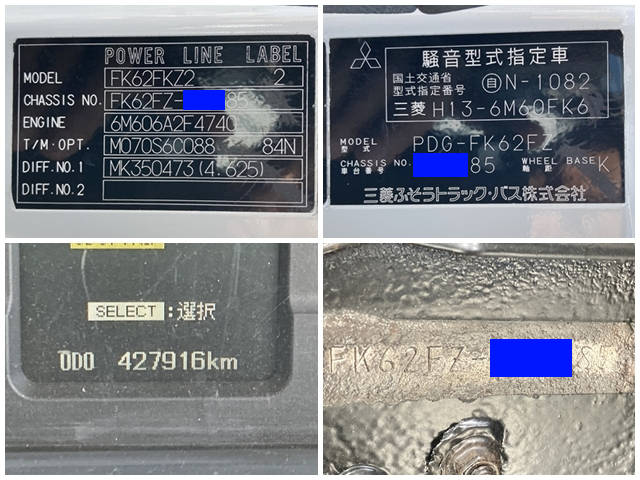 POWER LINE LABEL
MODEL FK62FKZ2 2
CHASSIS NO. FK62FZ- 85
ENGINE 6M606A2F4740
T/M・OPT. M070S6C088 84N
DIFF.NO.1 MK350473(4.625)
DIFF.NO.2
騒音型式指定車
国土交通省
型式指定番号 自N-1082
三菱 H13-6M60FK6
MODEL
型式 PDG-FK62FZ
CHASSIS NO.
車台番号 85 WHEEL BASE
軸距 K
三菱ふそうトラック・バス株式会社
SELECT:選択
ODO 427916km
FK62FZ- 85